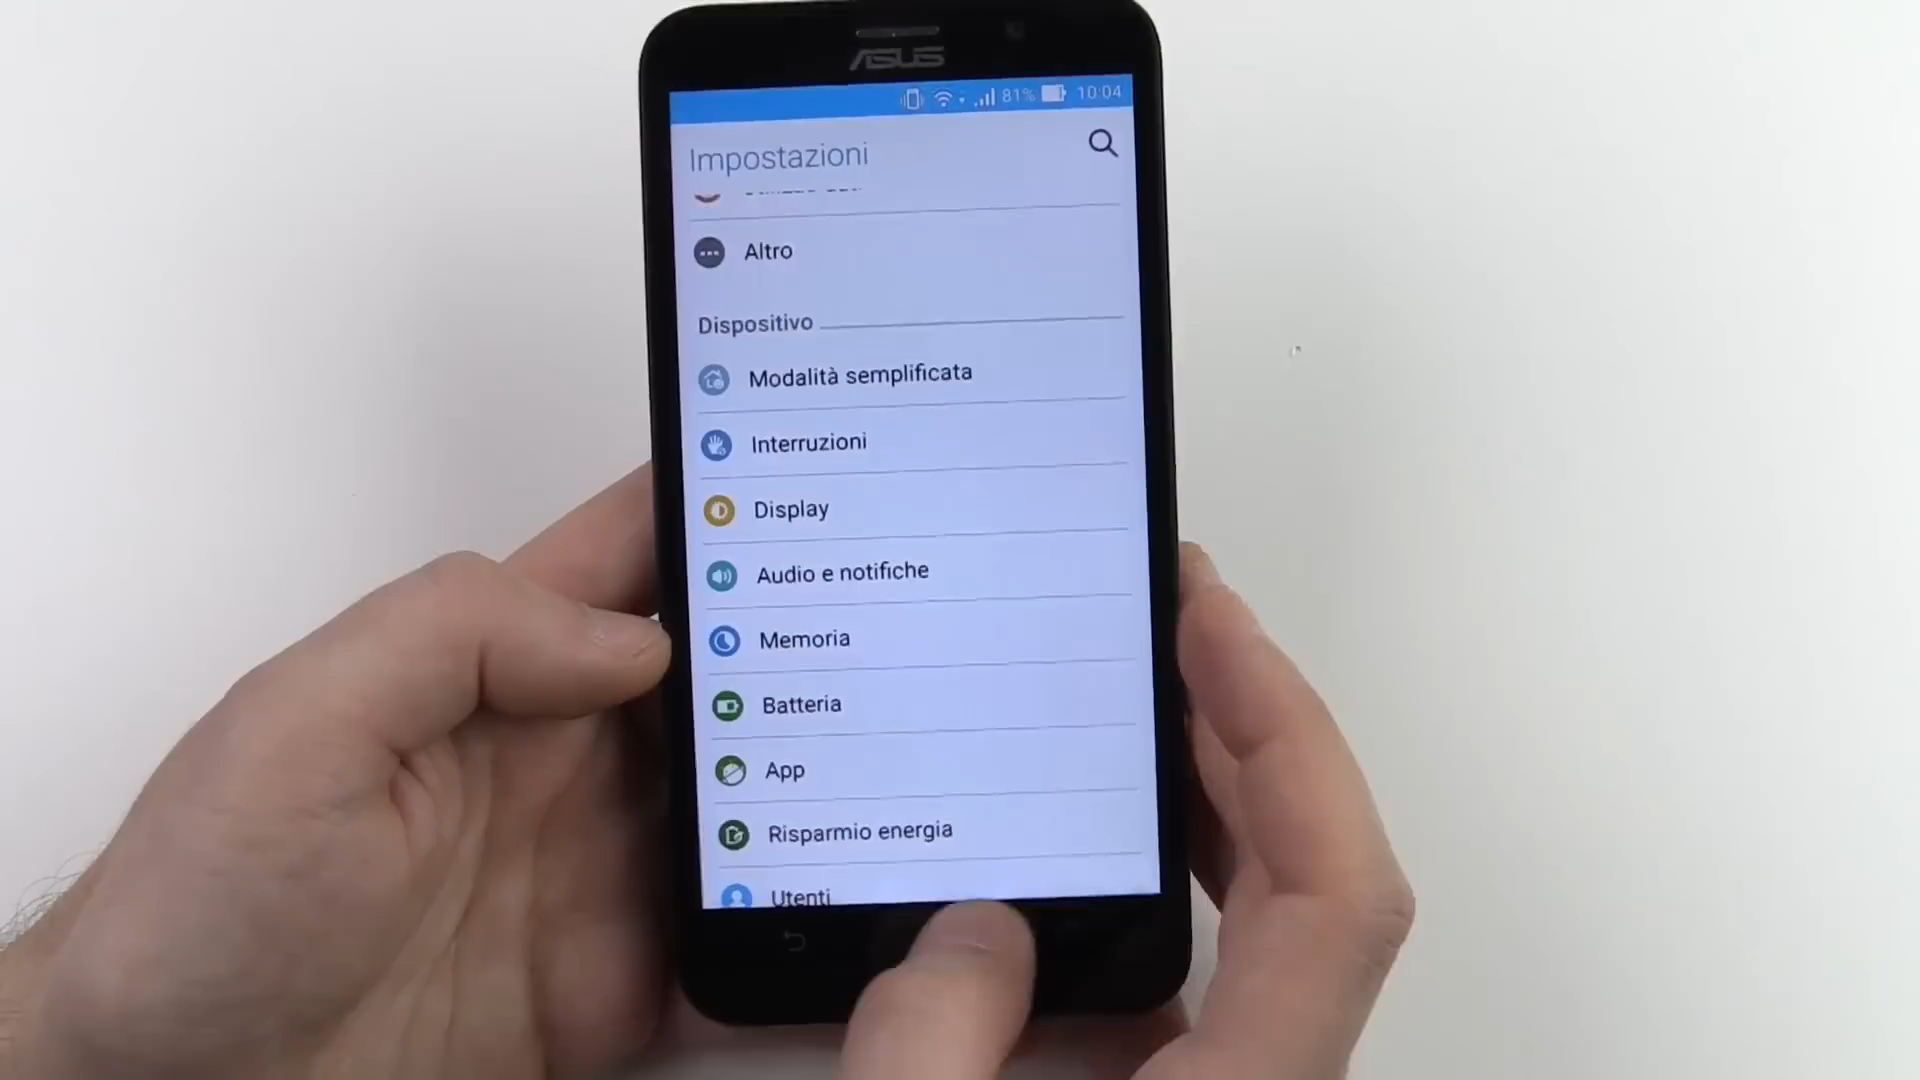 ASUS
81% 10:04
Impostazioni
Altro
Dispositivo
Modalità semplificata
Interruzioni
Display
Audio e notifiche
Memoria
Batteria
App
Risparmio energia
Utenti